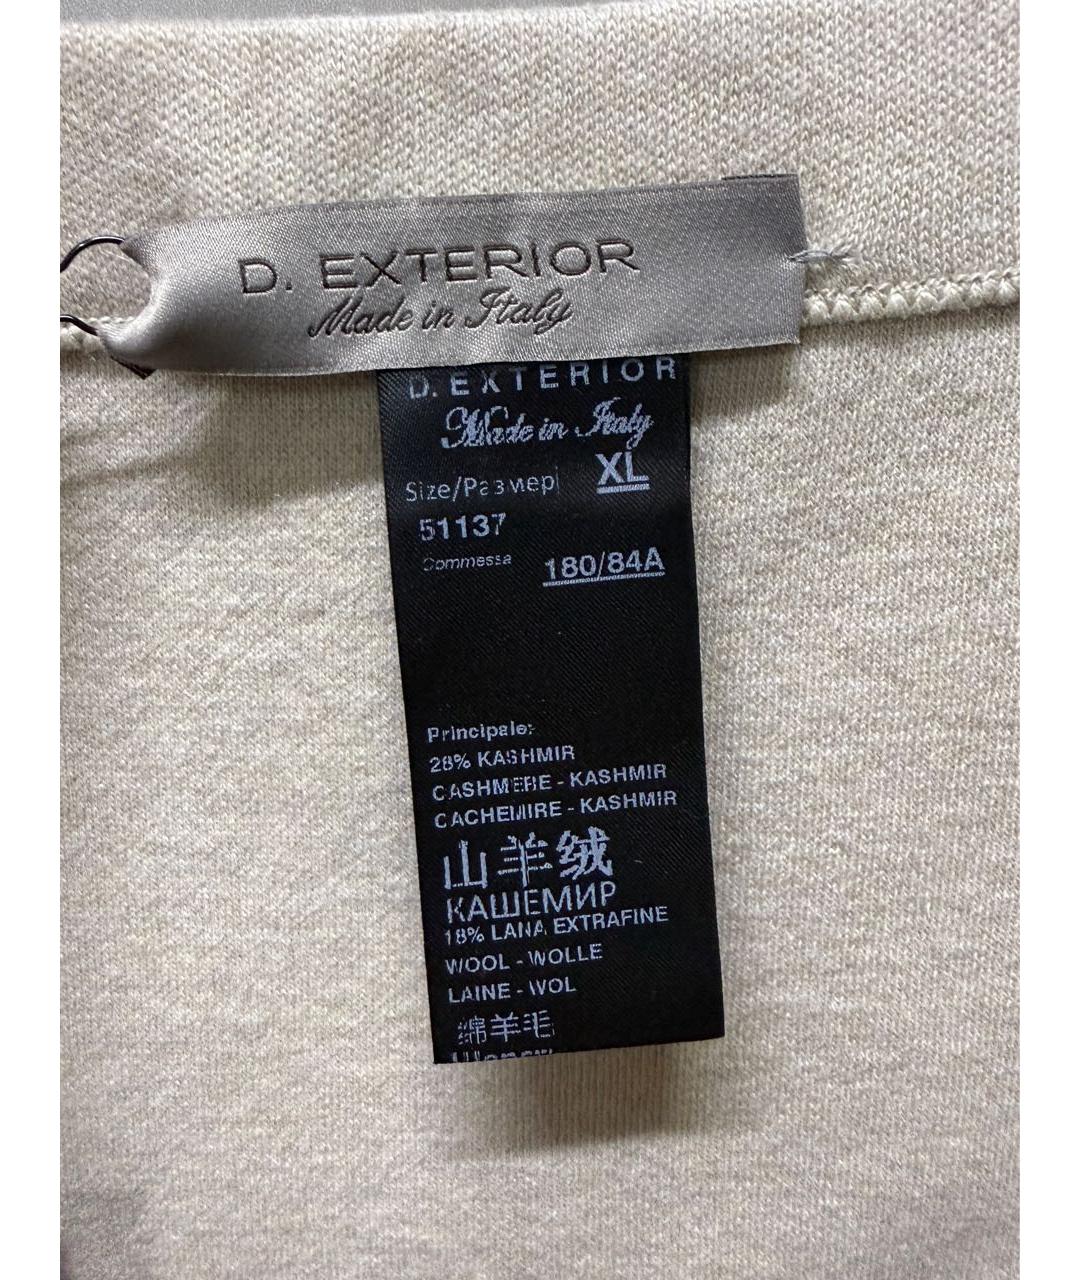 D. EXTERIOR
Made in Italy
D. EXTERIOR
Made in Italy
Size/Размер XL
51137
Commessa 180/84A
Principale:
28% KASHMIR
CASHMERE - KASHMIR
CACHEMIRE - KASHMIR
山羊绒
КАШЕМИР
18% LANA EXTRAFINE
WOOL - WOLLE
LAINE - WOL
绵羊毛